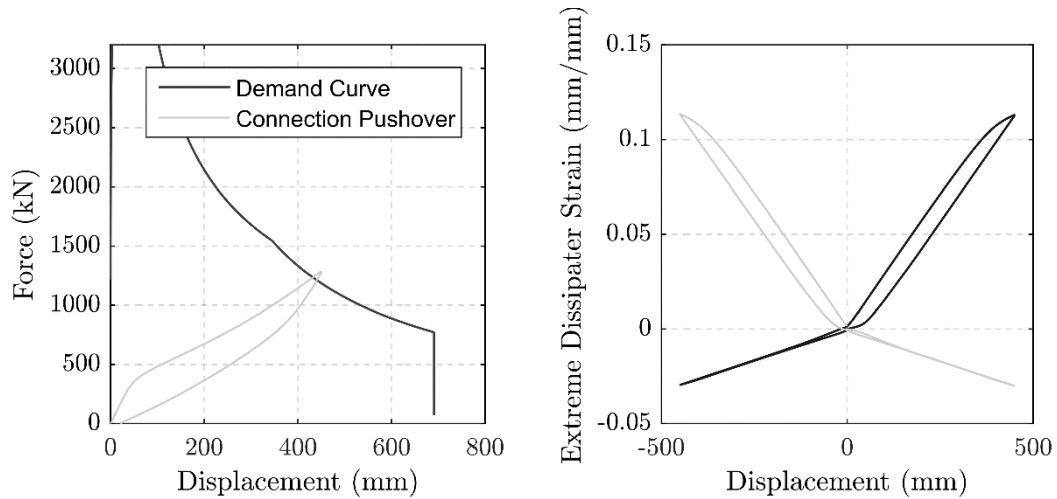 Force (kN)
3000
2500
2000
1500
1000
500
0
Demand Curve
Connection Pushover
0 200 400 600 800
Displacement (mm)
Extreme Dissipater Strain (mm/mm)
0.15
0.1
0.05
0
-0.05
-500 0 500
Displacement (mm)